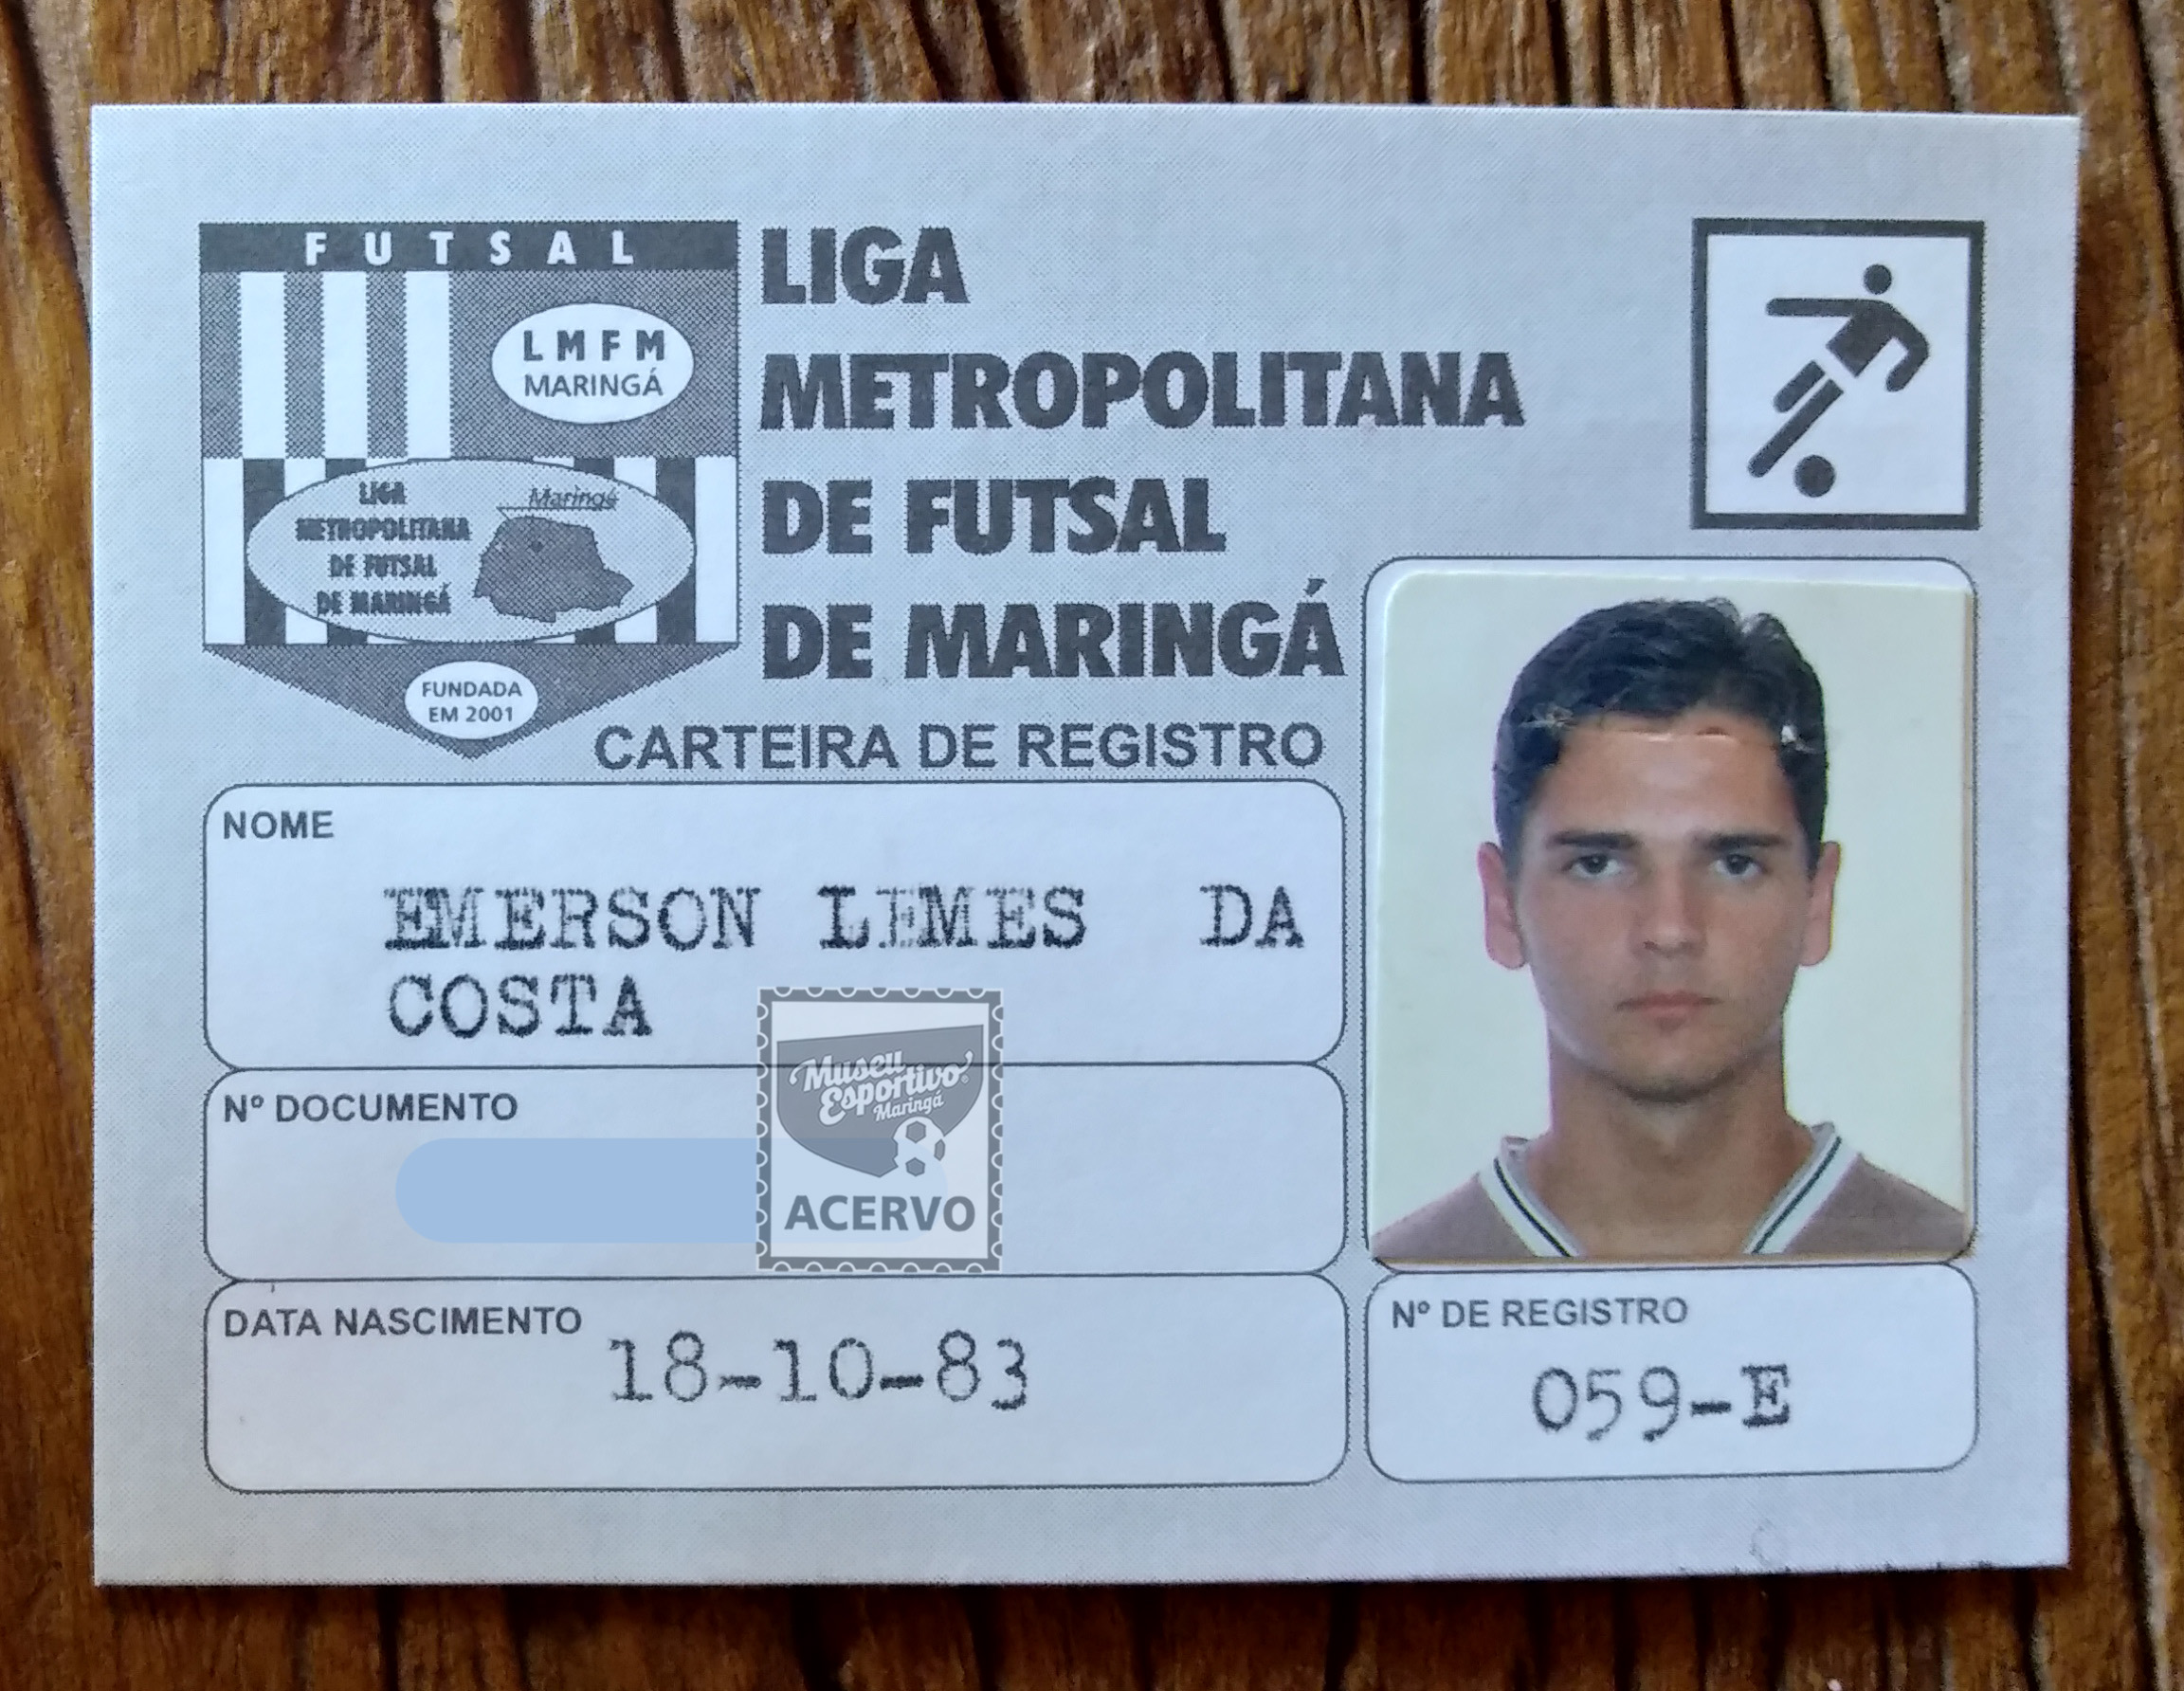 FUTSAL
LMFM
MARINGÁ
LIGA
METROPOLITANA
DE FUTSAL
DE MARINGÁ
Maringá
FUNDADA
EM 2001
LIGA
METROPOLITANA
DE FUTSAL
DE MARINGÁ
CARTEIRA DE REGISTRO
NOME
EMERSON LEMES DA
COSTA
Nº DOCUMENTO
Museu
Esportivo
Maringá
ACERVO
DATA NASCIMENTO
18-10-83
Nº DE REGISTRO
059-E